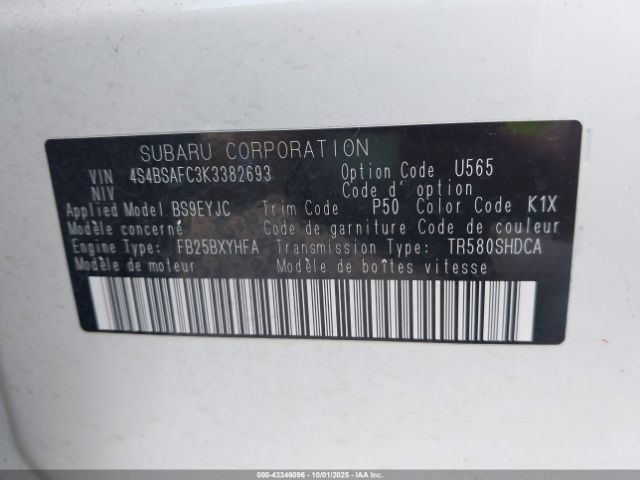 SUBARU CORPORATION
VIN 4S4BSAFC3K3382693 Option Code U565
NIV Code d'option
Applied Model BS9EYJC Trim Code P50 Color Code K1X
Modèle concerné Code de garniture Code de couleur
Engine Type: FB25BXYHFA Transmission Type: TR580SHDCA
Modèle de moteur Modèle de boîtes vitesse
000-43346096 - 10/01/2025 - IAAI.com